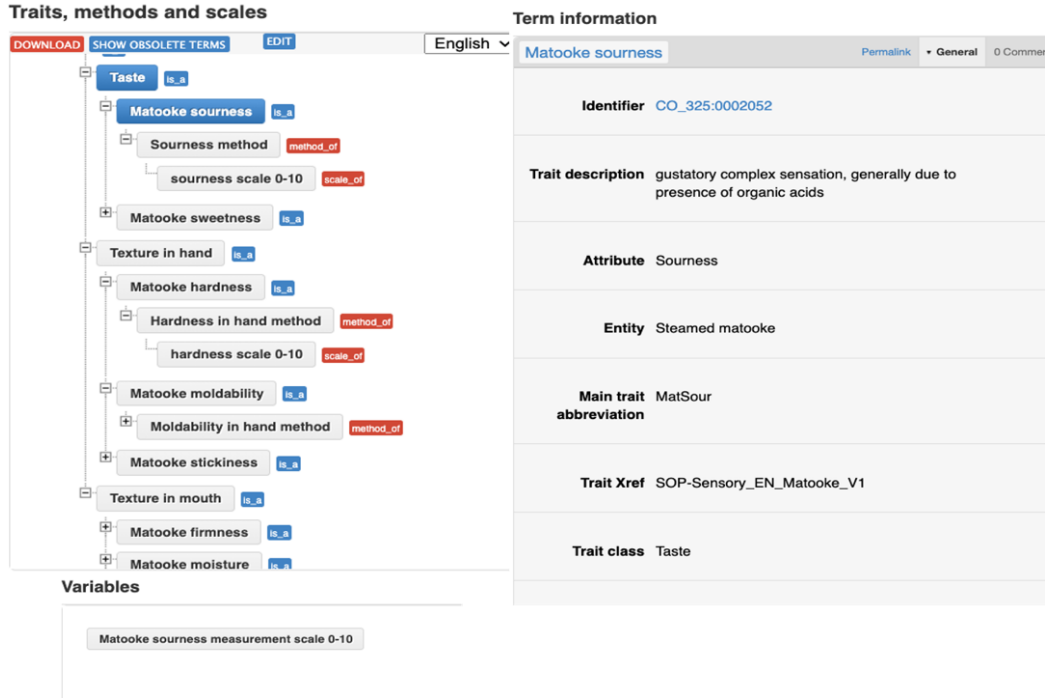 Traits, methods and scales
DOWNLOAD SHOW OBSOLETE TERMS EDIT English
Taste is_a
Matooke sourness is_a
Sourness method method_of
sourness scale 0-10 scale_of
Matooke sweetness is_a
Texture in hand is_a
Matooke hardness is_a
Hardness in hand method method_of
hardness scale 0-10 scale_of
Matooke moldability is_a
Moldability in hand method method_of
Matooke stickiness is_a
Texture in mouth is_a
Matooke firmness is_a
Matooke moisture is_a
Variables
Matooke sourness measurement scale 0-10
Term information
Matooke sourness Permalink General 0 Commen
Identifier CO_325:0002052
Trait description gustatory complex sensation, generally due to
presence of organic acids
Attribute Sourness
Entity Steamed matooke
Main trait MatSour
abbreviation
Trait Xref SOP-Sensory_EN_Matooke_V1
Trait class Taste